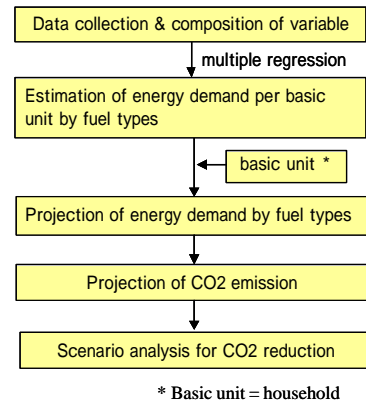 Data collection & composition of variable
multiple regression
Estimation of energy demand per basic
unit by fuel types
basic unit *
Projection of energy demand by fuel types
Projection of CO2 emission
Scenario analysis for CO2 reduction
* Basic unit = household